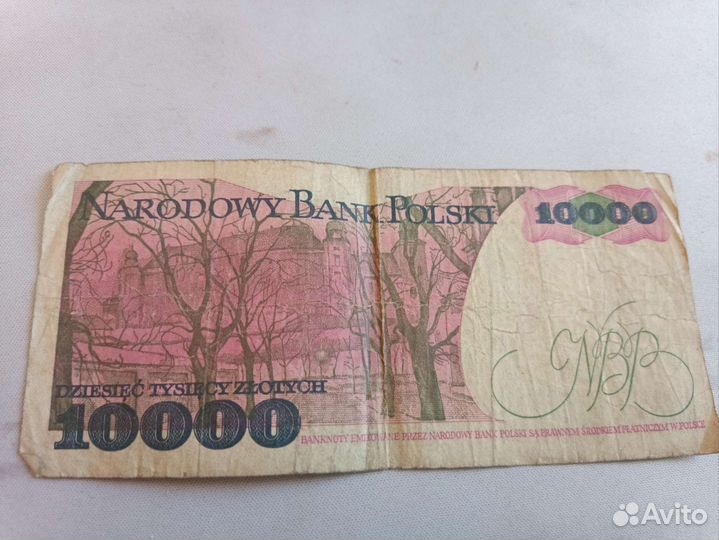 NARODOWY BANK POLSKI
10000
NBP
DZIESIĘĆ TYSIĘCY ZŁOTYCH
10000
BANKNOTY EMITOWANE PRZEZ NARODOWY BANK POLSKI SĄ PRAWNYM ŚRODKIEM PŁATNICZYM W POLSCE
Avito